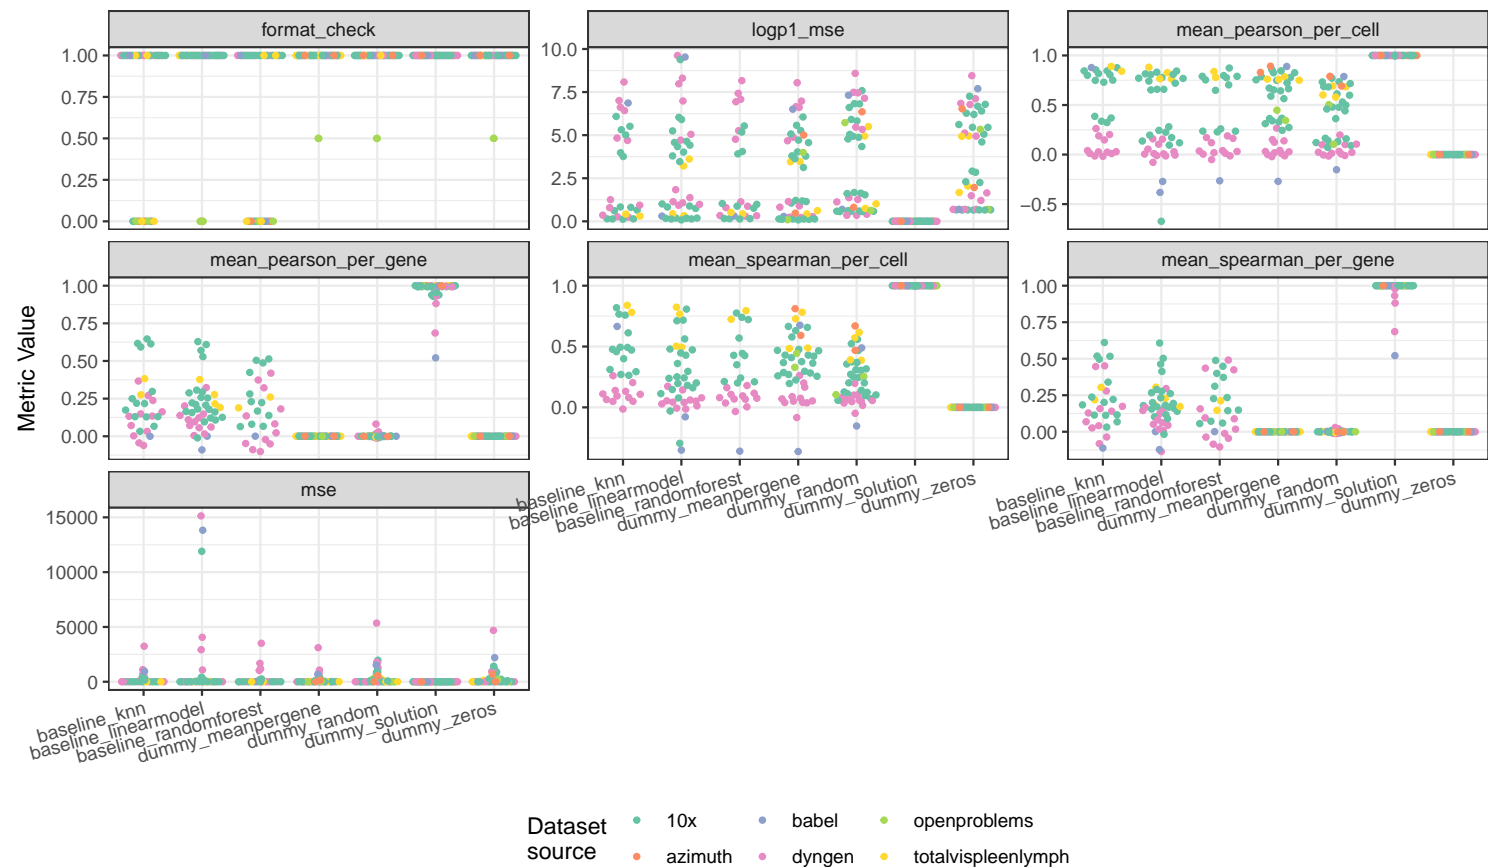 format_check
logp1_mse
mean_pearson_per_cell
1.00
0.75
0.50
0.25
0.00
10.0
7.5
5.0
2.5
0.0
1.0
0.5
0.0
−0.5
mean_pearson_per_gene
mean_spearman_per_cell
mean_spearman_per_gene
1.00
0.75
0.50
0.25
0.00
1.0
0.5
0.0
1.00
0.75
0.50
0.25
0.00
Metric Value
mse
15000
10000
5000
0
baseline_knn
baseline_linearmodel
baseline_randomforest
dummy_meanpergene
dummy_random
dummy_solution
dummy_zeros
baseline_knn
baseline_linearmodel
baseline_randomforest
dummy_meanpergene
dummy_random
dummy_solution
dummy_zeros
baseline_knn
baseline_linearmodel
baseline_randomforest
dummy_meanpergene
dummy_random
dummy_solution
dummy_zeros
Dataset
source
10x
babel
openproblems
azimuth
dyngen
totalvispleenlymph